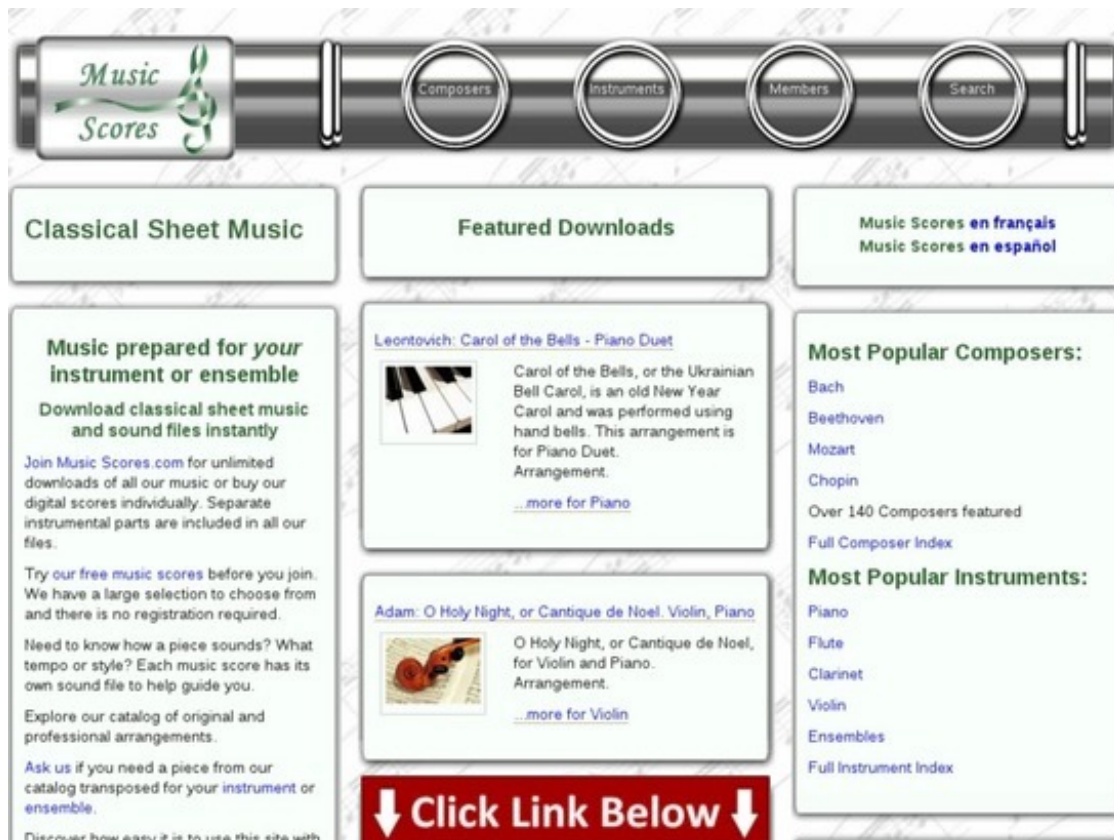 Music
Scores
Composers
Instruments
Members
Search
Classical Sheet Music
Music prepared for your
instrument or ensemble
Download classical sheet music
and sound files instantly
Join Music Scores.com for unlimited
downloads of all our music or buy our
digital scores individually. Separate
instrumental parts are included in all our
files.
Try our free music scores before you join.
We have a large selection to choose from
and there is no registration required.
Need to know how a piece sounds? What
tempo or style? Each music score has its
own sound file to help guide you.
Explore our catalog of original and
professional arrangements.
Ask us if you need a piece from our
catalog transposed for your instrument or
ensemble.
Discover how easy it is to use this site with
Featured Downloads
Leontovich: Carol of the Bells - Piano Duet
Carol of the Bells, or the Ukrainian
Bell Carol, is an old New Year
Carol and was performed using
hand bells. This arrangement is
for Piano Duet.
Arrangement.
...more for Piano
Adam: O Holy Night, or Cantique de Noel. Violin, Piano
O Holy Night, or Cantique de Noel,
for Violin and Piano.
Arrangement.
...more for Violin
Click Link Below
Music Scores en français
Music Scores en español
Most Popular Composers:
Bach
Beethoven
Mozart
Chopin
Over 140 Composers featured
Full Composer Index
Most Popular Instruments:
Piano
Flute
Clarinet
Violin
Ensembles
Full Instrument Index